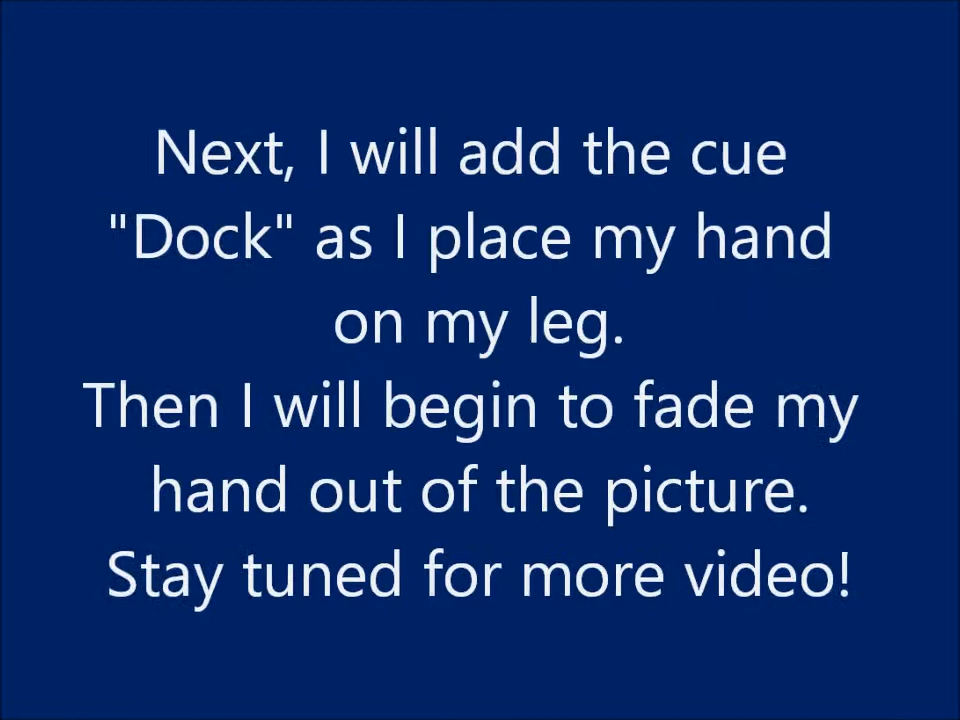 Next, I will add the cue
"Dock" as I place my hand
on my leg.
Then I will begin to fade my
hand out of the picture.
Stay tuned for more video!